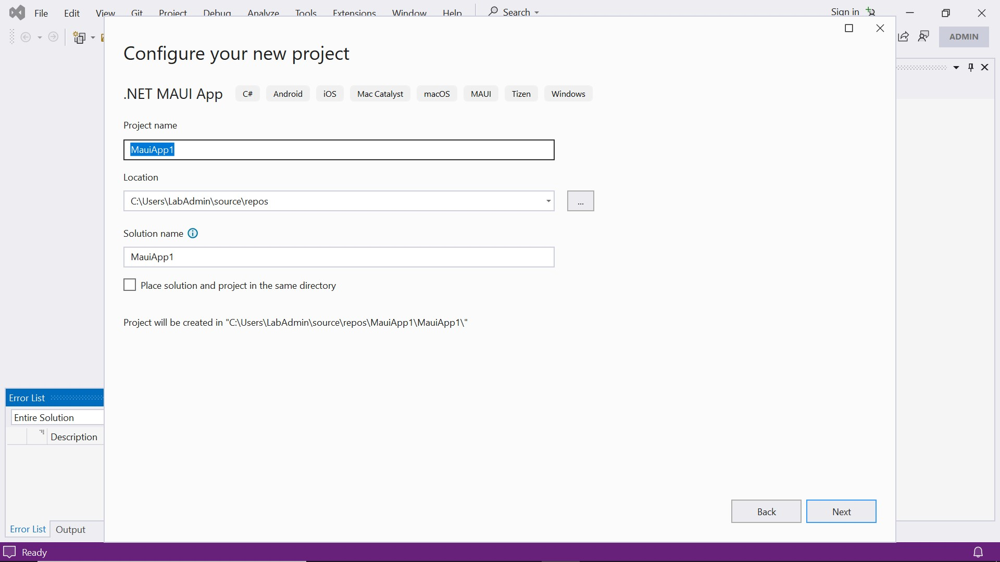 File Edit View Git Project Debug Analyze Tools Extensions Window Help Search Sign in
ADMIN
Configure your new project
.NET MAUI App C# Android iOS Mac Catalyst macOS MAUI Tizen Windows
Project name
MauiApp1
Location
C:\Users\LabAdmin\source\repos
...
Solution name
MauiApp1
Place solution and project in the same directory
Project will be created in "C:\Users\LabAdmin\source\repos\MauiApp1\MauiApp1\"
Error List
Entire Solution
Description
Back Next
Error List Output
Ready